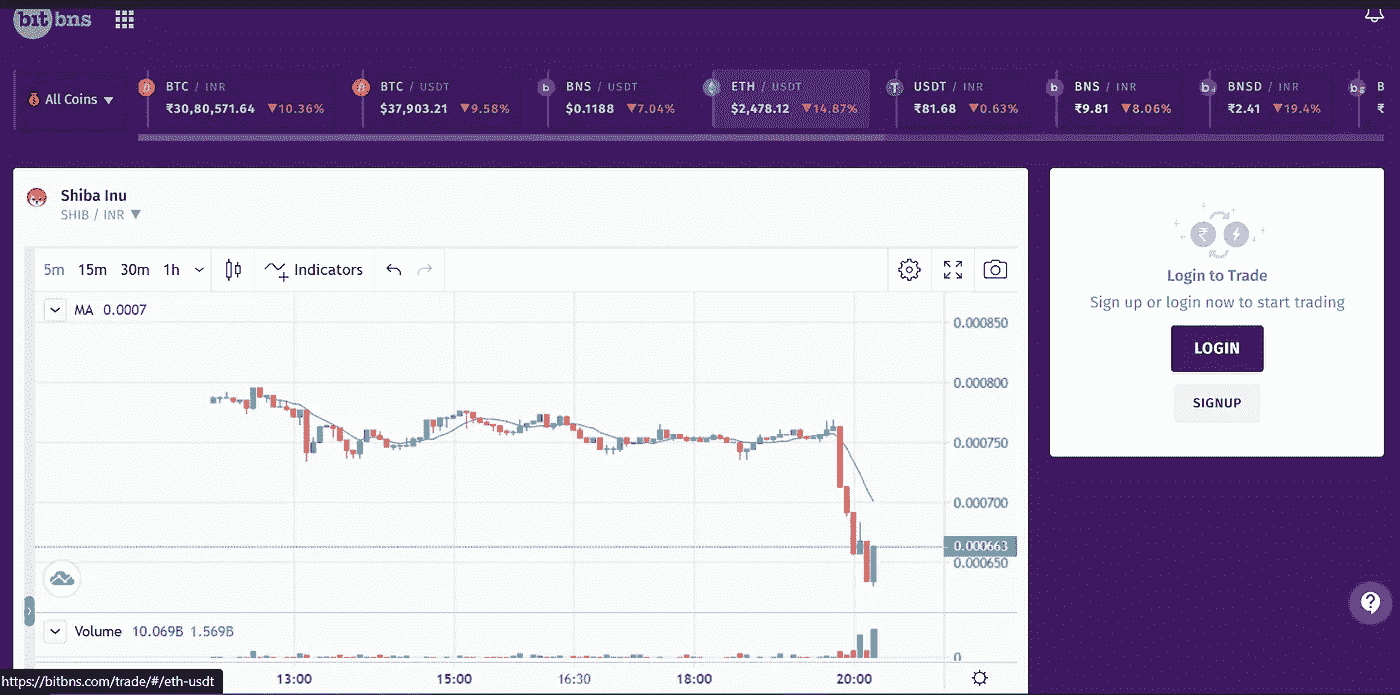 bitbns
All Coins ▼
BTC / INR
₹30,80,571.64 ▼10.36%
BTC / USDT
$37,903.21 ▼9.58%
BNS / USDT
$0.1188 ▼7.04%
ETH / USDT
$2,478.12 ▼14.87%
USDT / INR
₹81.68 ▼0.63%
BNS / INR
₹9.81 ▼8.06%
BNSD / INR
₹2.41 ▼19.4%
B
₹
Shiba Inu
SHIB / INR ▼
5m 15m 30m 1h Indicators
MA 0.0007
0.000850
0.000800
0.000750
0.000700
0.000663
0.000650
Volume 10.069B 1.569B
0
13:00 15:00 16:30 18:00 20:00
Login to Trade
Sign up or login now to start trading
LOGIN
SIGNUP
https://bitbns.com/trade/#/eth-usdt